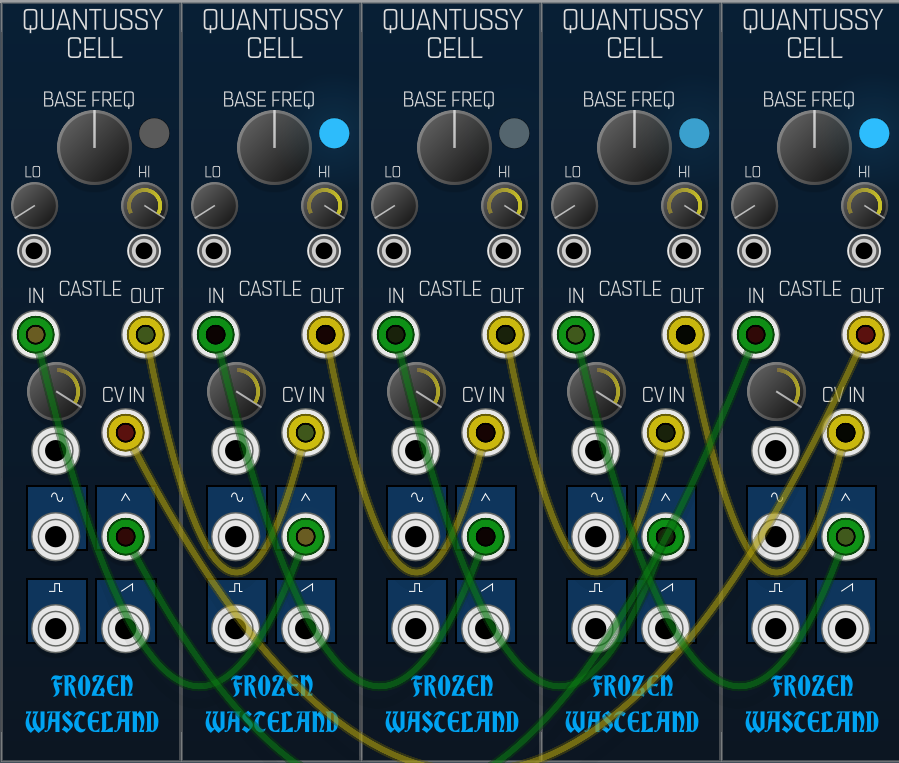 QUANTUSSY CELL
BASE FREQ
LO HI
CASTLE
IN OUT
CV IN
FROZEN
WASTELAND
QUANTUSSY CELL
BASE FREQ
LO HI
CASTLE
IN OUT
CV IN
FROZEN
WASTELAND
QUANTUSSY CELL
BASE FREQ
LO HI
CASTLE
IN OUT
CV IN
FROZEN
WASTELAND
QUANTUSSY CELL
BASE FREQ
LO HI
CASTLE
IN OUT
CV IN
FROZEN
WASTELAND
QUANTUSSY CELL
BASE FREQ
LO HI
CASTLE
IN OUT
CV IN
FROZEN
WASTELAND